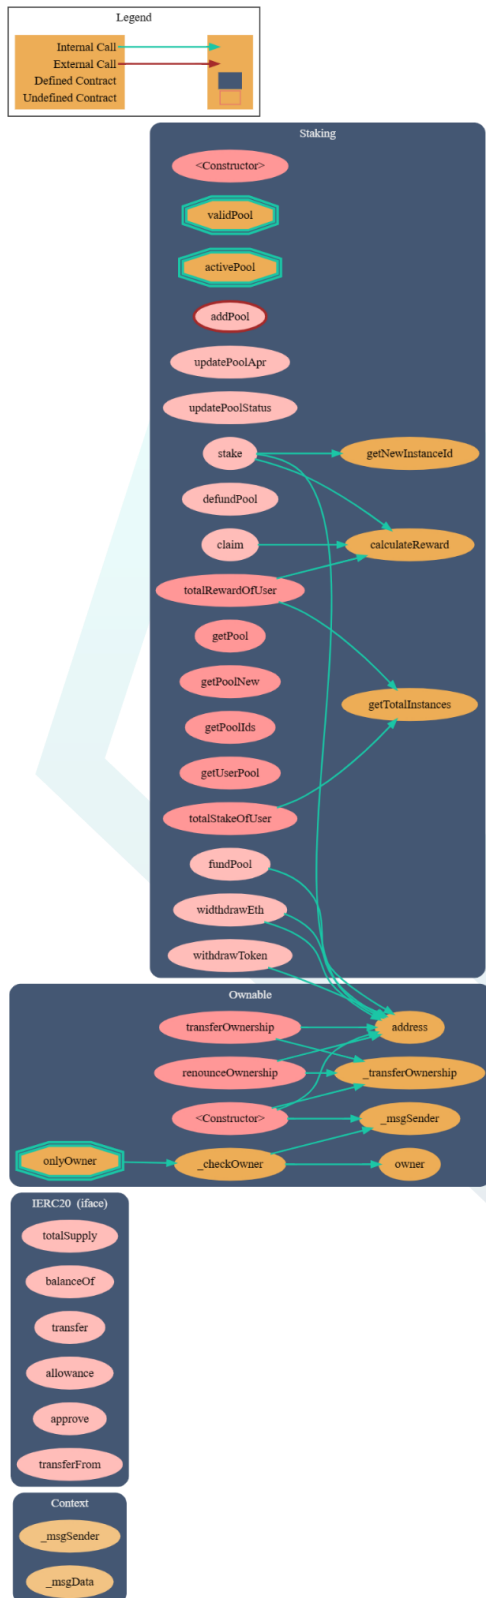 Legend
Internal Call
External Call
Defined Contract
Undefined Contract
Staking
<Constructor>
validPool
activePool
addPool
updatePoolApr
updatePoolStatus
stake
getNewInstanceId
defundPool
claim
calculateReward
totalRewardOfUser
getPool
getPoolNew
getTotalInstances
getPoolIds
getUserPool
totalStakeOfUser
fundPool
widthdrawEth
withdrawToken
Ownable
transferOwnership
address
renounceOwnership
_transferOwnership
<Constructor>
_msgSender
onlyOwner
_checkOwner
owner
IERC20 (iface)
totalSupply
balanceOf
transfer
allowance
approve
transferFrom
Context
_msgSender
_msgData